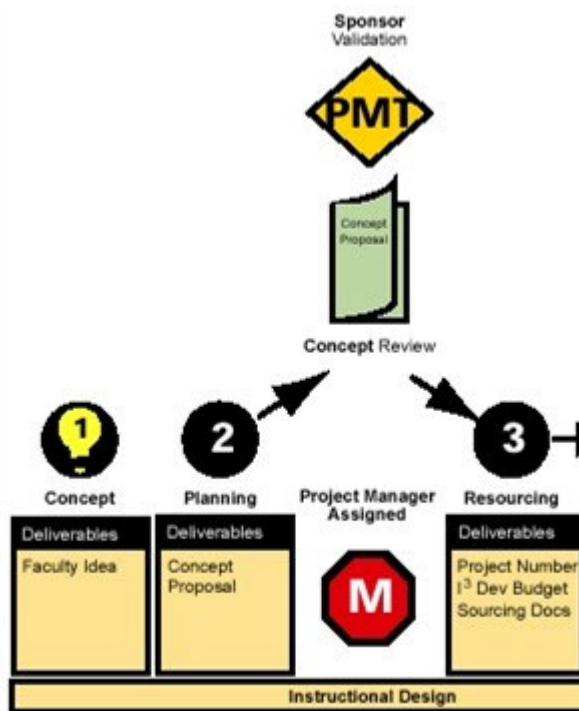 Sponsor
Validation
PMT
Concept
Proposal
Concept Review
1
2
3
Concept
Planning
Project Manager
Assigned
Resourcing
Deliverables
Faculty Idea
Deliverables
Concept
Proposal
M
Deliverables
Project Number
I³ Dev Budget
Sourcing Docs
Instructional Design